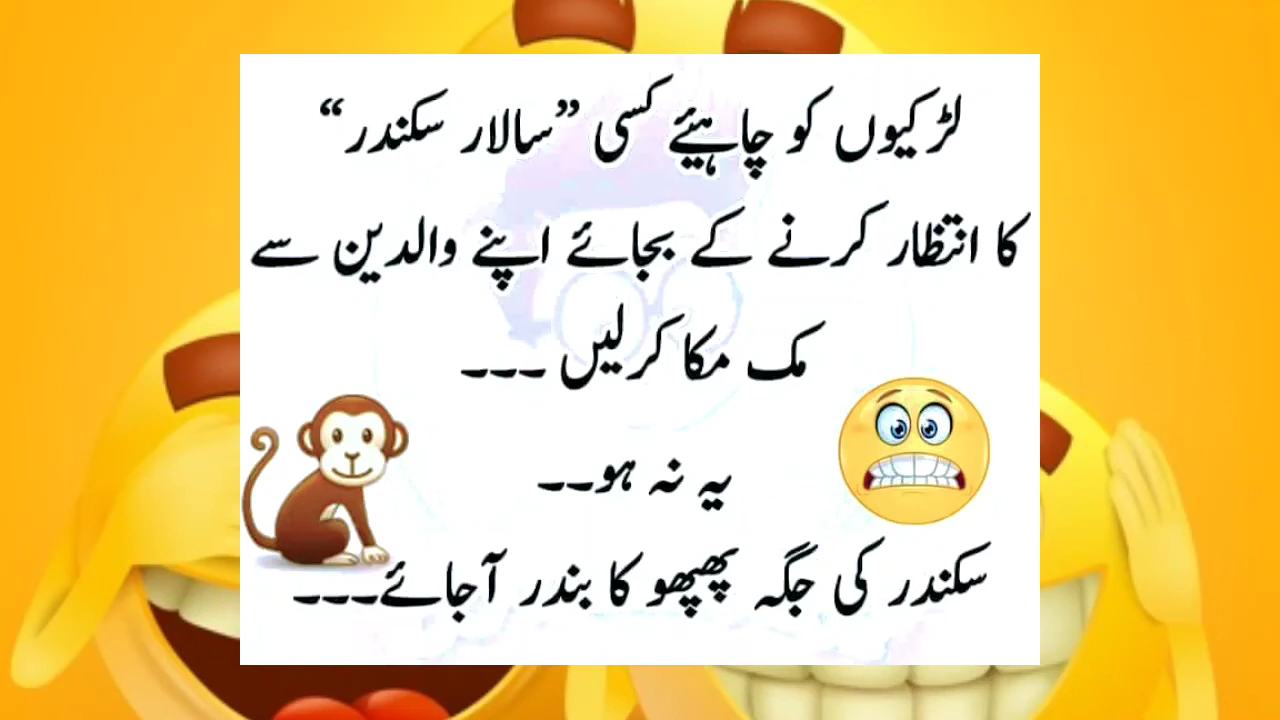 لڑکیوں کو چاہیئے کسی ”سالار سکندر“
کا انتظار کرنے کے بجائے اپنے والدین سے
مک مکا کرلیں ---
یہ نہ ہو--
سکندر کی جگہ پھپھو کا بندر آجائے---